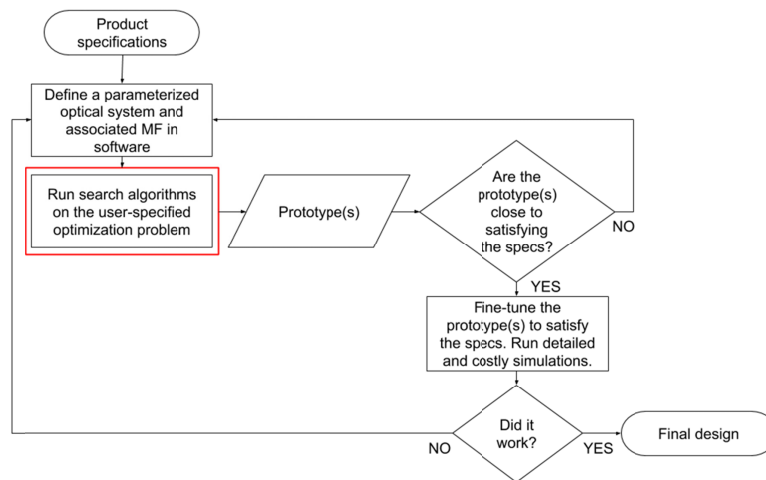 Product
specifications
Define a parameterized
optical system and
associated MF in
software
Run search algorithms
on the user-specified
optimization problem
Prototype(s)
Are the
prototype(s)
close to
satisfying
the specs?
NO
YES
Fine-tune the
prototype(s) to satisfy
the specs. Run detailed
and costly simulations.
Did it
work?
NO
YES
Final design